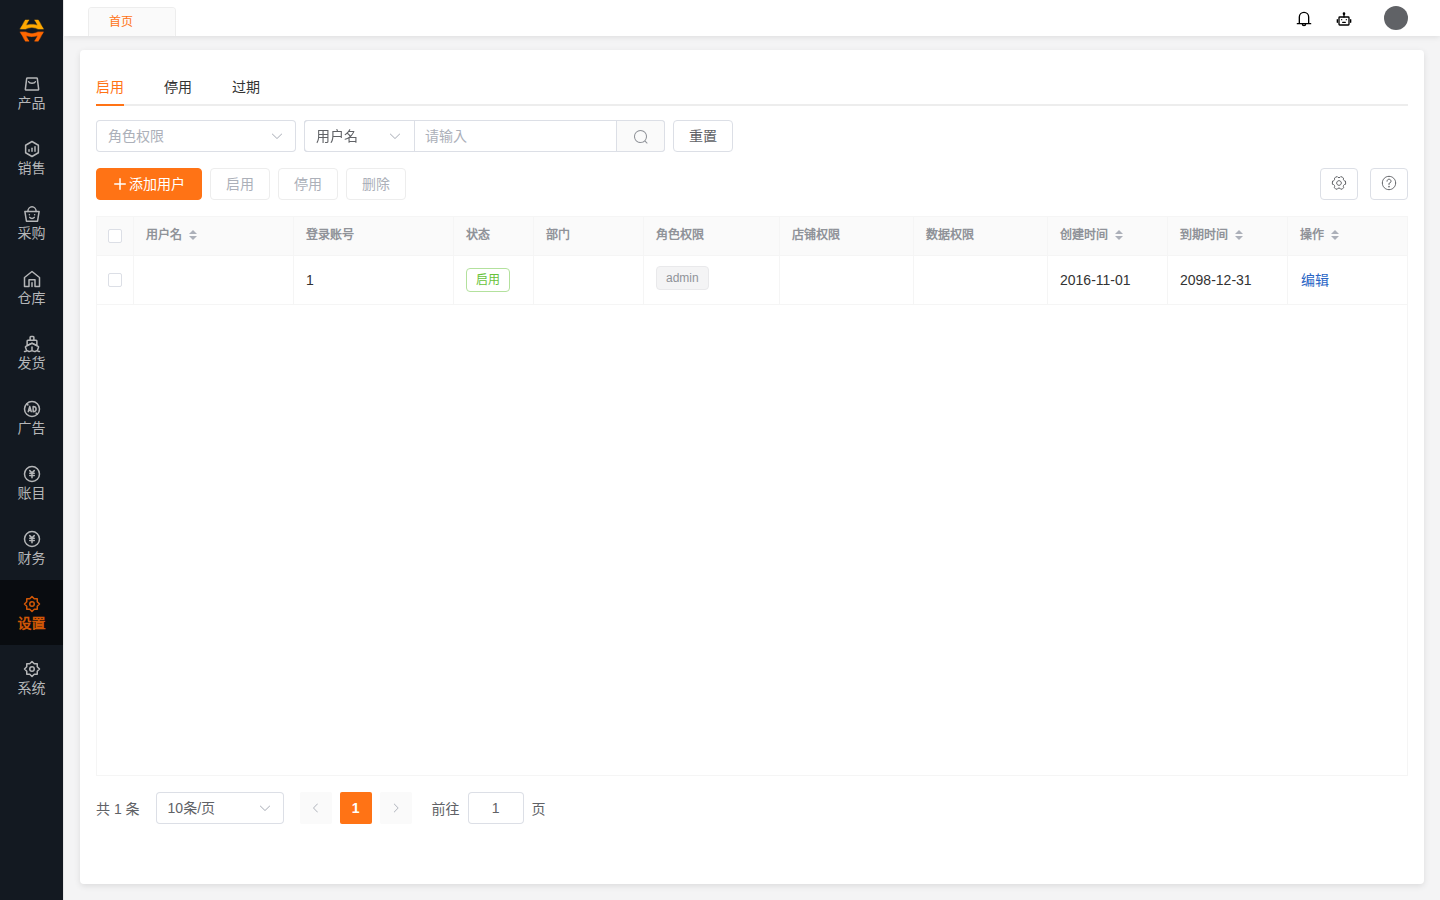 首页
产品
销售
采购
仓库
发货
广告
账目
财务
设置
系统
启用 停用 过期
角色权限 用户名 请输入 重置
添加用户 启用 停用 删除
用户名 登录账号 状态 部门 角色权限 店铺权限 数据权限 创建时间 到期时间 操作
1 启用 admin 2016-11-01 2098-12-31 编辑
共 1 条 10条/页 1 前往 1 页